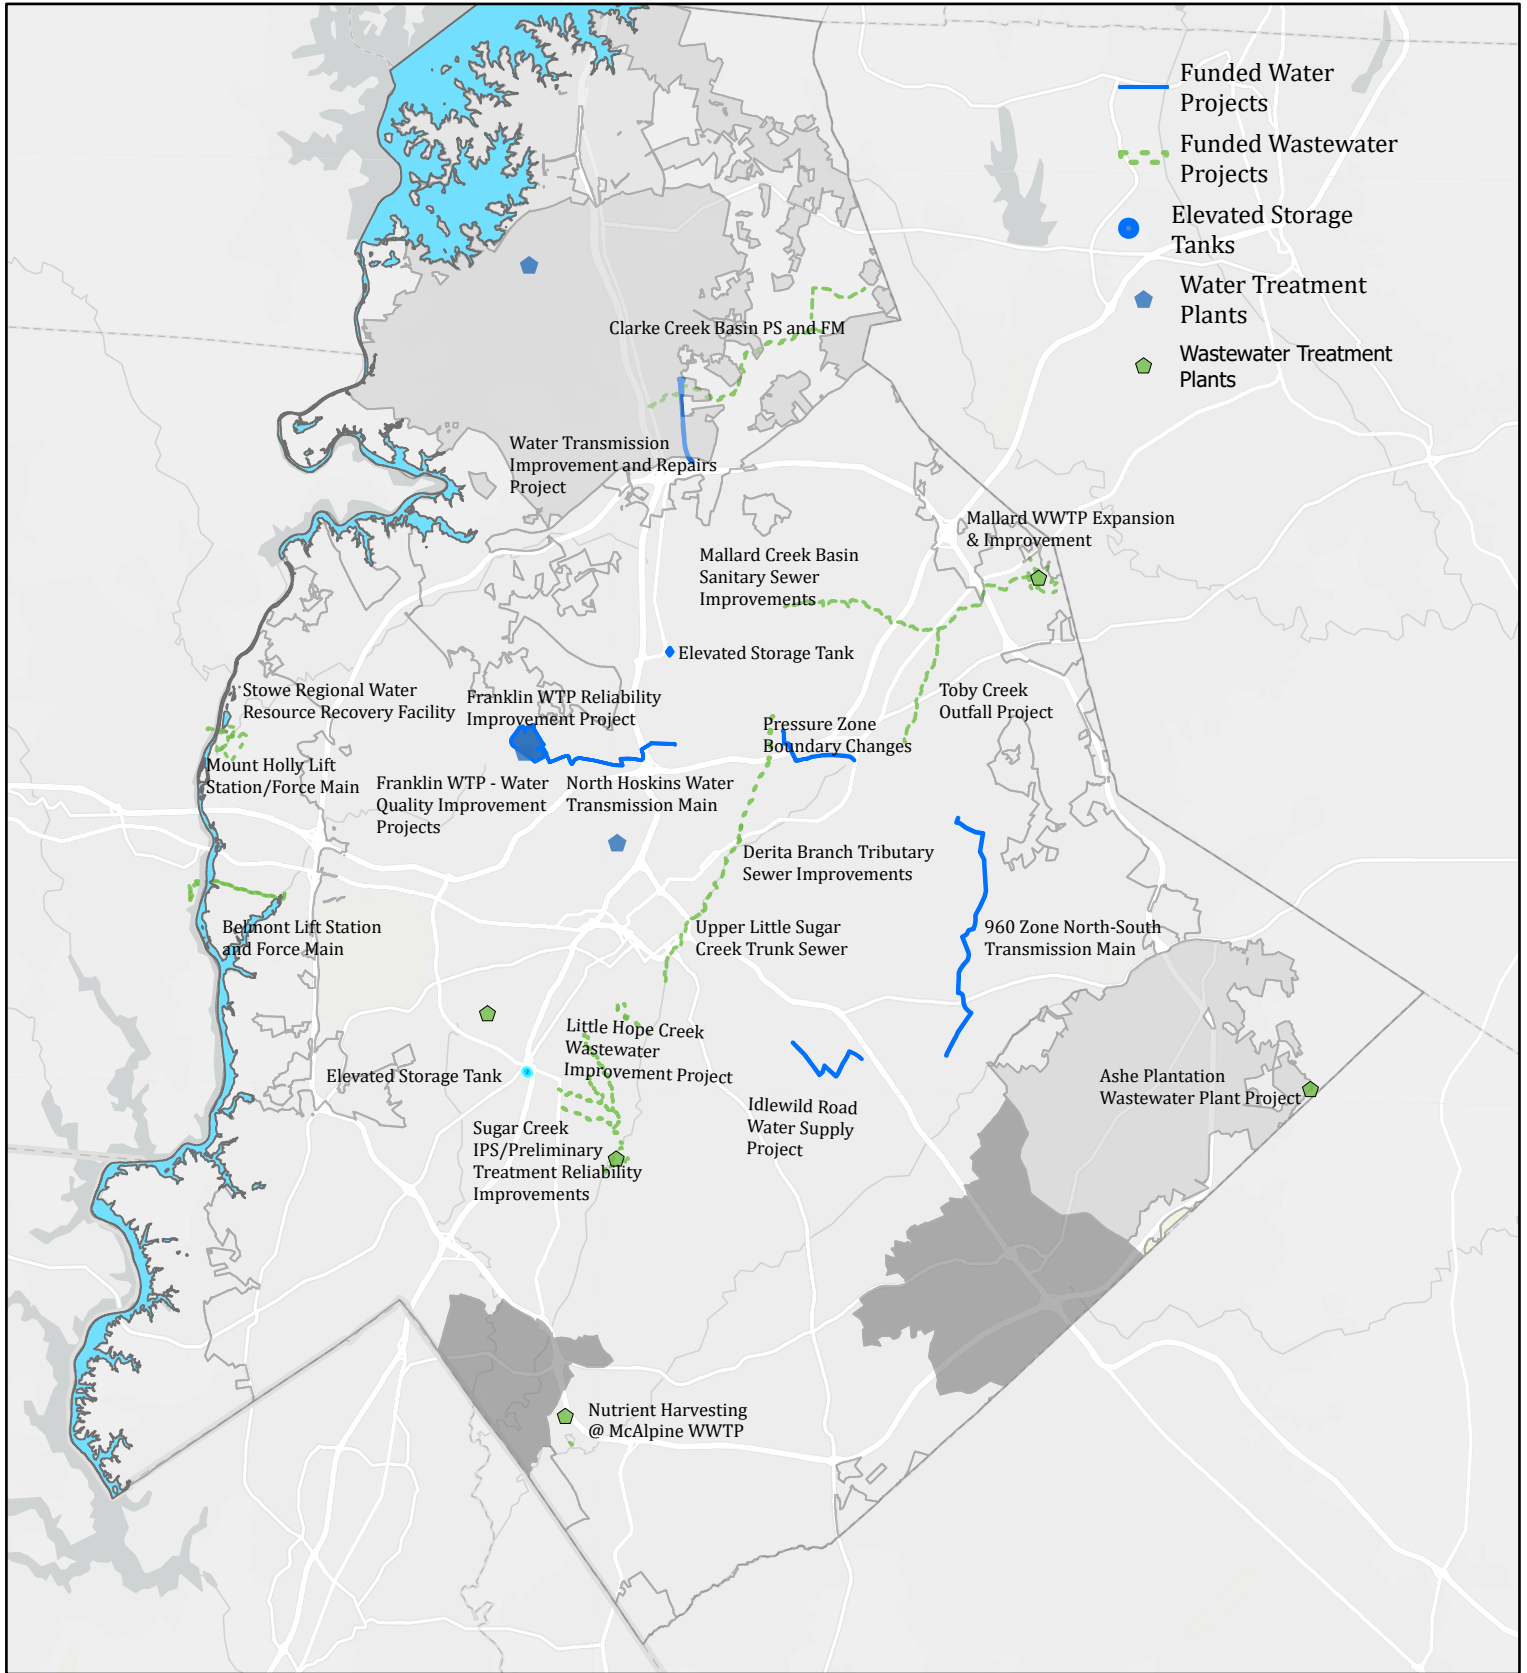 Funded Water
Projects
Funded Wastewater
Projects
Elevated Storage
Tanks
Water Treatment
Plants
Wastewater Treatment
Plants
Clarke Creek Basin PS and FM
Water Transmission
Improvement and Repairs
Project
Mallard WWTP Expansion
& Improvement
Mallard Creek Basin
Sanitary Sewer
Improvements
Elevated Storage Tank
Stowe Regional Water
Resource Recovery Facility
Franklin WTP Reliability
Improvement Project
Toby Creek
Outfall Project
Pressure Zone
Boundary Changes
Mount Holly Lift
Station/Force Main
Franklin WTP - Water
Quality Improvement
Projects
North Hoskins Water
Transmission Main
Derita Branch Tributary
Sewer Improvements
Belmont Lift Station
and Force Main
Upper Little Sugar
Creek Trunk Sewer
960 Zone North-South
Transmission Main
Little Hope Creek
Wastewater
Improvement Project
Elevated Storage Tank
Ashe Plantation
Wastewater Plant Project
Idlewild Road
Water Supply
Project
Sugar Creek
IPS/Preliminary
Treatment Reliability
Improvements
Nutrient Harvesting
@ McAlpine WWTP